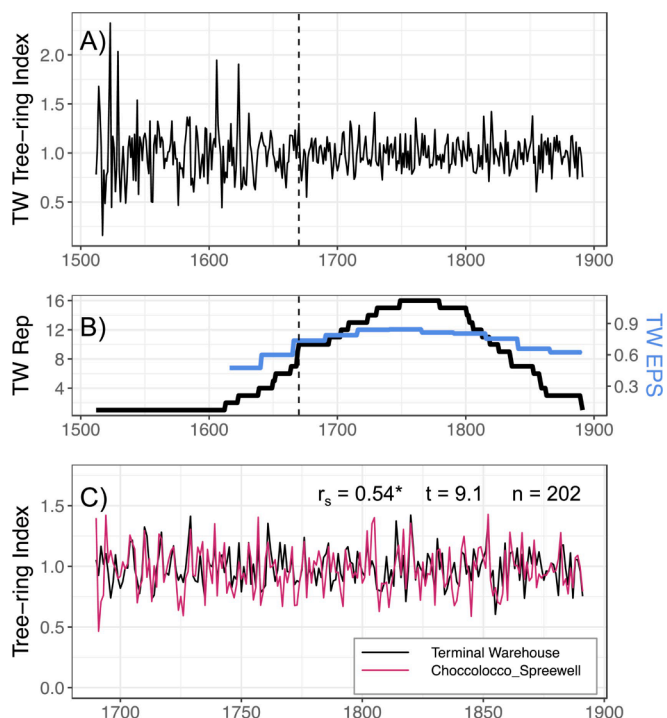 A)
TW Tree-ring Index
2.0
1.5
1.0
0.5
1500 1600 1700 1800 1900
B)
TW Rep
16
12
8
4
TW EPS
0.9
0.6
0.3
1500 1600 1700 1800 1900
C)
rs = 0.54* t = 9.1 n = 202
Tree-ring Index
1.5
1.0
0.5
0.0
Terminal Warehouse
Choccolocco_Spreewell
1700 1750 1800 1850 1900